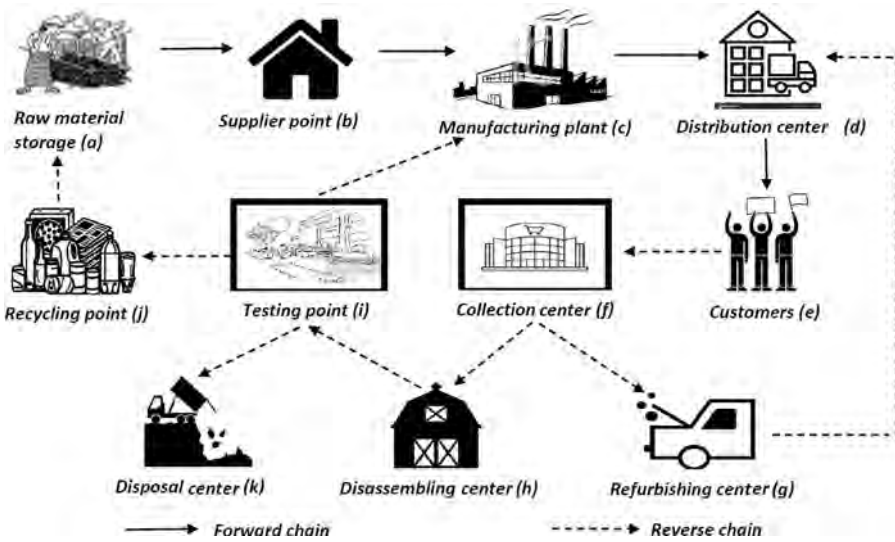 Raw material
storage (a)
Supplier point (b)
Manufacturing plant (c)
Distribution center (d)
Recycling point (j)
Testing point (i)
Collection center (f)
Customers (e)
Disposal center (k)
Disassembling center (h)
Refurbishing center (g)
Forward chain
Reverse chain